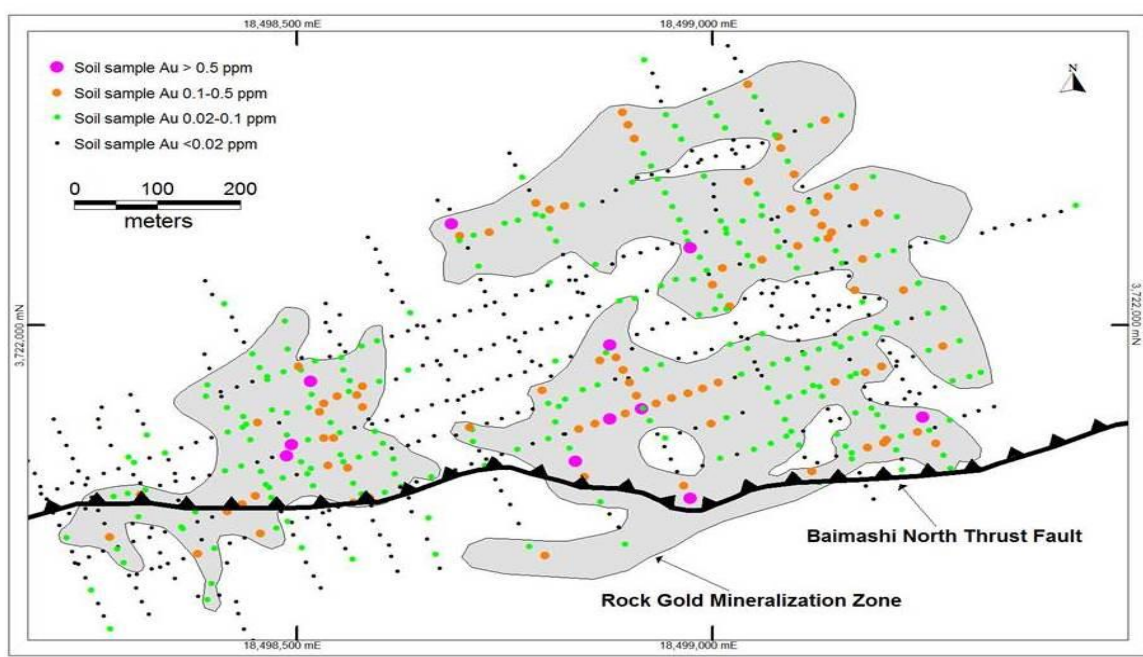 18,498,500 mE
18,499,000 mE
Soil sample Au > 0.5 ppm
Soil sample Au 0.1-0.5 ppm
Soil sample Au 0.02-0.1 ppm
Soil sample Au <0.02 ppm
N
0 100 200
meters
3,722,000 mN
3,722,000 mN
Baimashi North Thrust Fault
Rock Gold Mineralization Zone
18,498,500 mE
18,499,000 mE